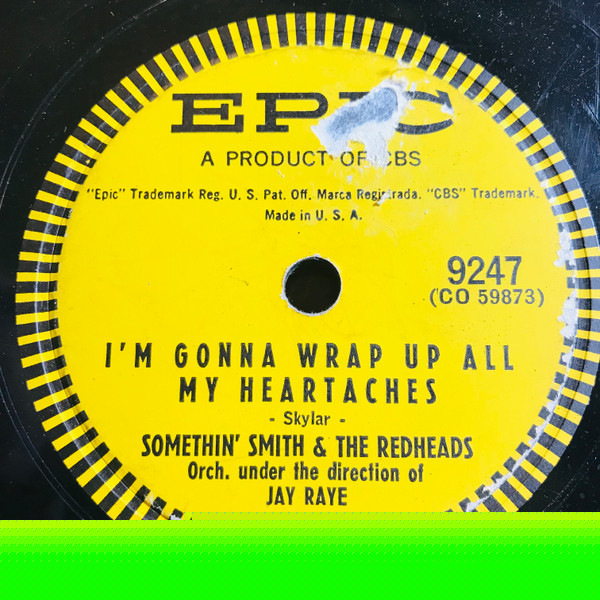 EPIC
A PRODUCT OF CBS
"Epic" Trademark Reg. U. S. Pat. Off. Marca Registrada. "CBS" Trademark.
Made in U. S. A.
9247
(CO 59873)
I'M GONNA WRAP UP ALL
MY HEARTACHES
- Skylar -
SOMETHIN' SMITH & THE REDHEADS
Orch. under the direction of
JAY RAYE